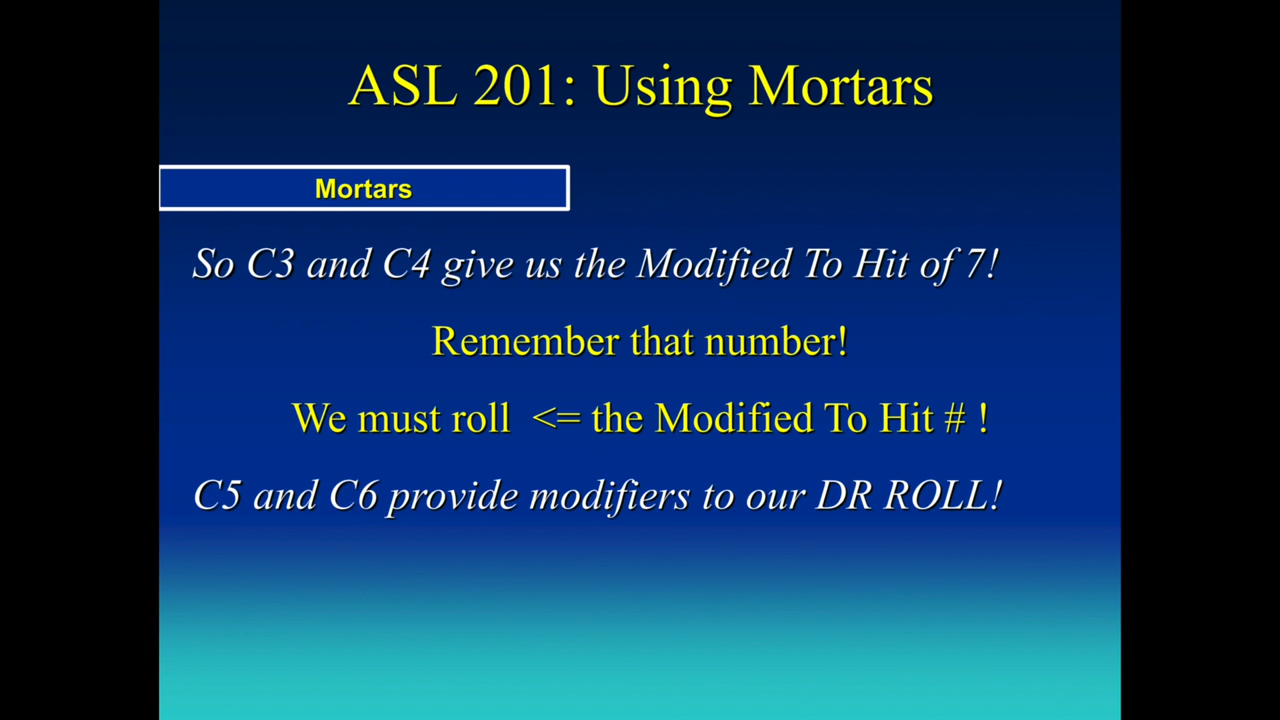 ASL 201: Using Mortars
Mortars
So C3 and C4 give us the Modified To Hit of 7!
Remember that number!
We must roll <= the Modified To Hit # !
C5 and C6 provide modifiers to our DR ROLL!